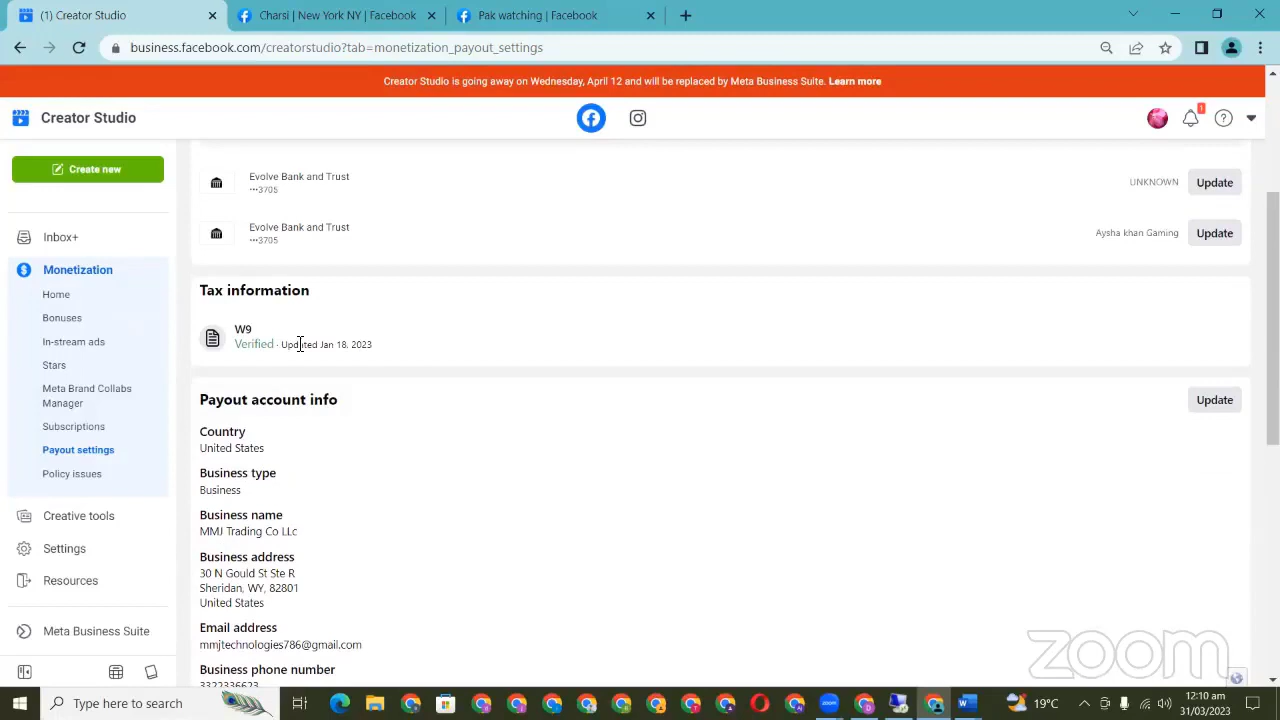 (1) Creator Studio
Charsi | New York NY | Facebook
Pak watching | Facebook
business.facebook.com/creatorstudio?tab=monetization_payout_settings
Creator Studio is going away on Wednesday, April 12 and will be replaced by Meta Business Suite. Learn more
Creator Studio
1
Create new
Inbox+
Monetization
Home
Bonuses
In-stream ads
Stars
Meta Brand Collabs
Manager
Subscriptions
Payout settings
Policy issues
Creative tools
Settings
Resources
Meta Business Suite
Evolve Bank and Trust
•••3705
UNKNOWN
Update
Evolve Bank and Trust
•••3705
Aysha khan Gaming
Update
Tax information
W9
Verified · Updated Jan 18, 2023
Payout account info
Update
Country
United States
Business type
Business
Business name
MMJ Trading Co LLc
Business address
30 N Gould St Ste R
Sheridan, WY, 82801
United States
Email address
mmjtechnologies786@gmail.com
Business phone number
3322336623
zoom
Type here to search
zoom
19°C
12:10 am
31/03/2023